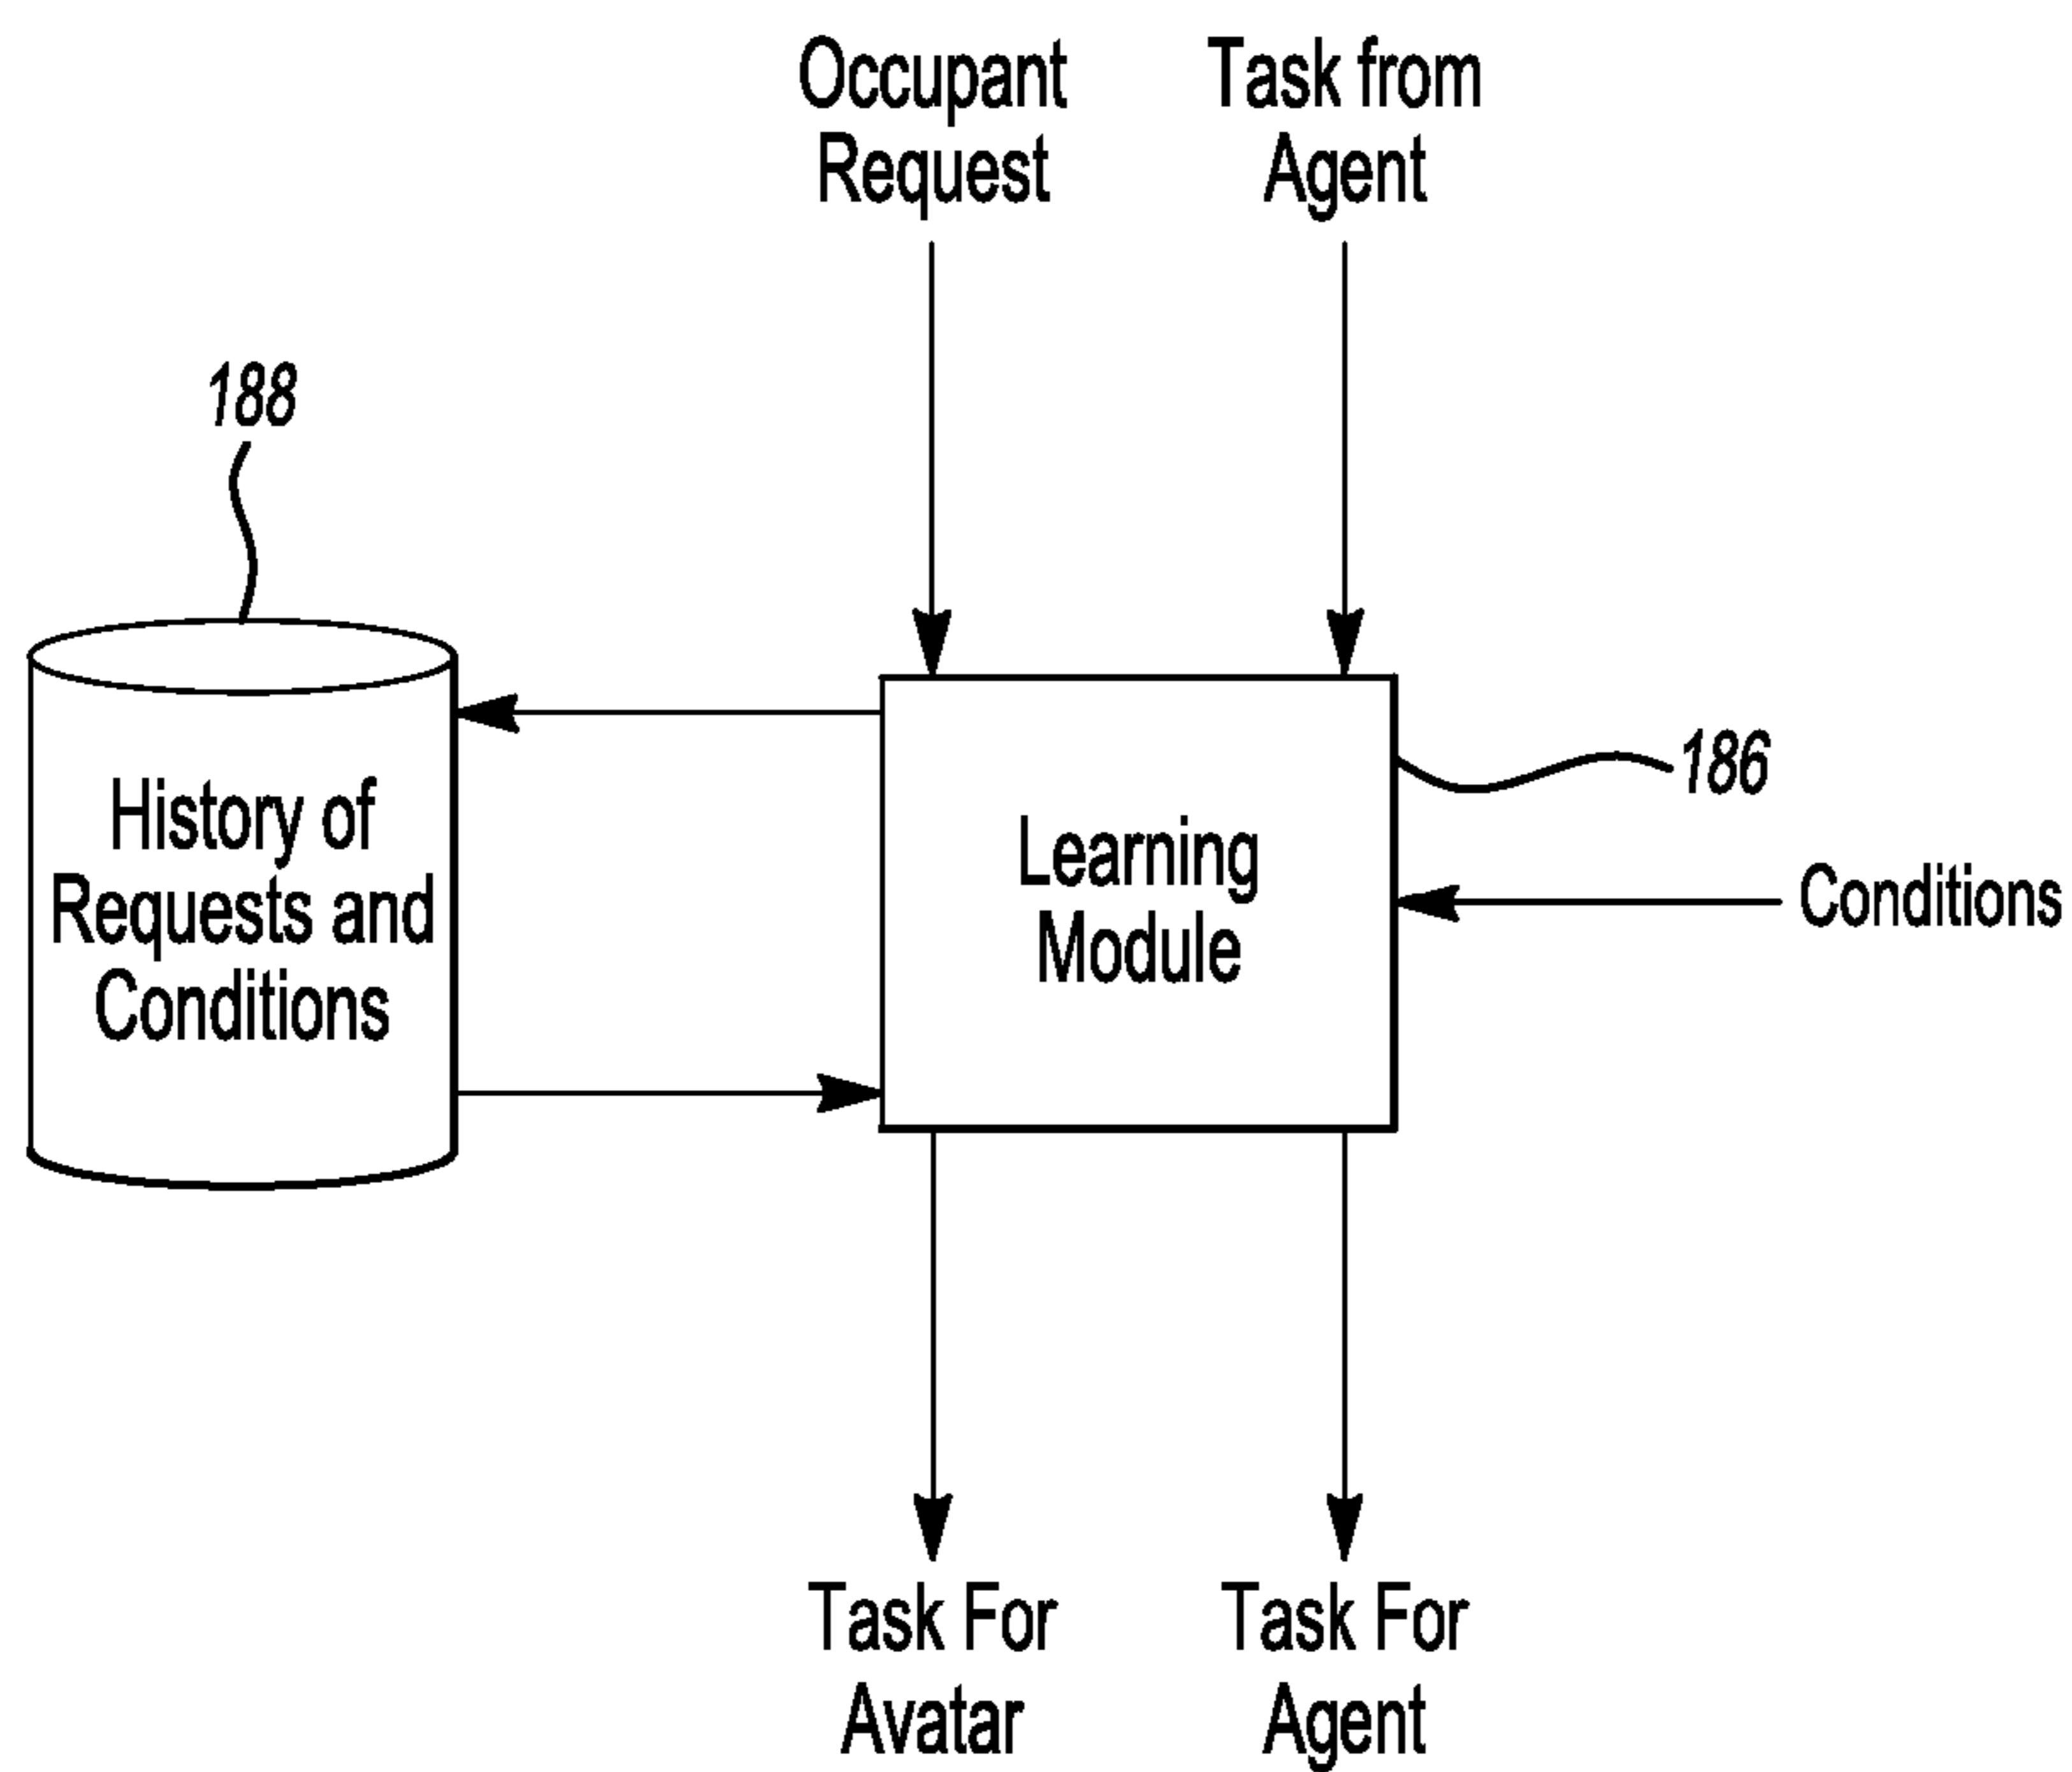 Occupant
Request
Task from
Agent
188
History of
Requests and
Conditions
Learning
Module
186
Conditions
Task For
Avatar
Task For
Agent